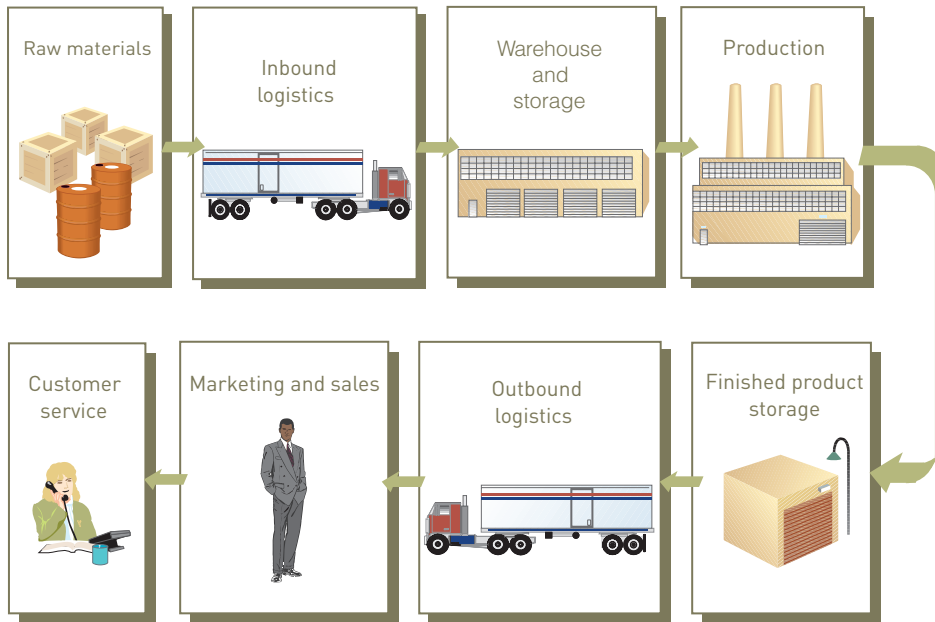 Raw materials
Inbound
logistics
Warehouse
and
storage
Production
Customer
service
Marketing and sales
Outbound
logistics
Finished product
storage